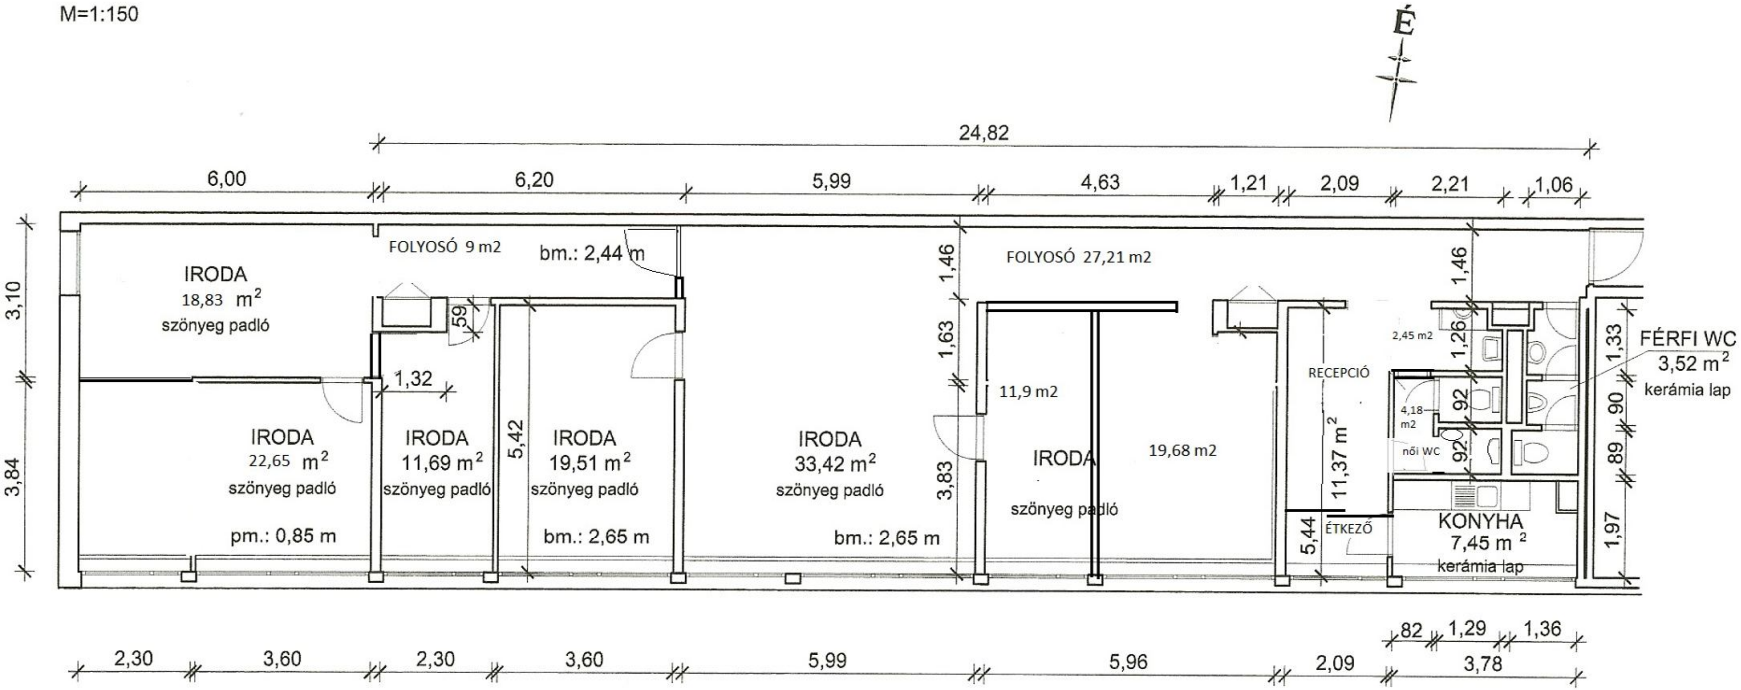 M=1:150
É
24,82
6,00
6,20
5,99
4,63
1,21
2,09
2,21
1,06
FOLYOSÓ 9 m2
bm.: 2,44 m
FOLYOSÓ 27,21 m2
1,46
1,46
3,10
IRODA
18,83 m²
szönyeg padló
59
1,63
2,45 m2
1,26
1,33
FÉRFI WC
3,52 m²
kerámia lap
1,32
11,9 m2
RECEPCIÓ
4,18
m2
92
90
3,84
IRODA
22,65 m²
szönyeg padló
pm.: 0,85 m
IRODA
11,69 m²
szönyeg padló
5,42
IRODA
19,51 m²
szönyeg padló
bm.: 2,65 m
IRODA
33,42 m²
szönyeg padló
bm.: 2,65 m
3,83
IRODA
szönyeg padló
19,68 m2
11,37 m²
női WC
92
89
5,44
ÉTKEZŐ
KONYHA
7,45 m²
kerámia lap
1,97
82
1,29
1,36
2,30
3,60
2,30
3,60
5,99
5,96
2,09
3,78